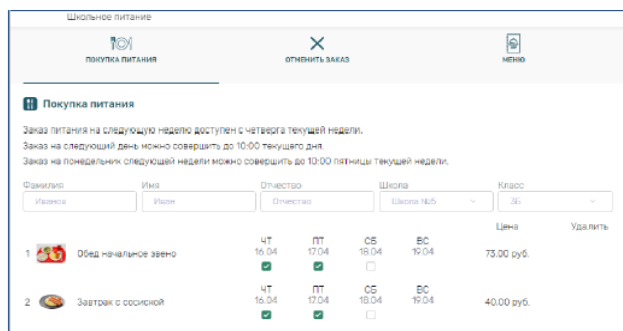 Школьное питание
ПОКУПКА ПИТАНИЯ
ОТМЕНИТЬ ЗАКАЗ
МЕНЮ
Покупка питания
Заказ питания на следующую неделю доступен с четверга текущей недели.
Заказ на следующий день можно совершить до 10:00 текущего дня.
Заказ на понедельник следующей недели можно совершить до 10:00 пятницы текущей недели.
Фамилия Имя Отчество Школа Класс
Иванов Иван Отчество Школа №5 3Б
Цена Удалить
ЧТ ПТ СБ ВС
16.04 17.04 18.04 19.04
1 Обед начальное звено 73.00 руб.
ЧТ ПТ СБ ВС
16.04 17.04 18.04 19.04
2 Завтрак с сосиской 40.00 руб.